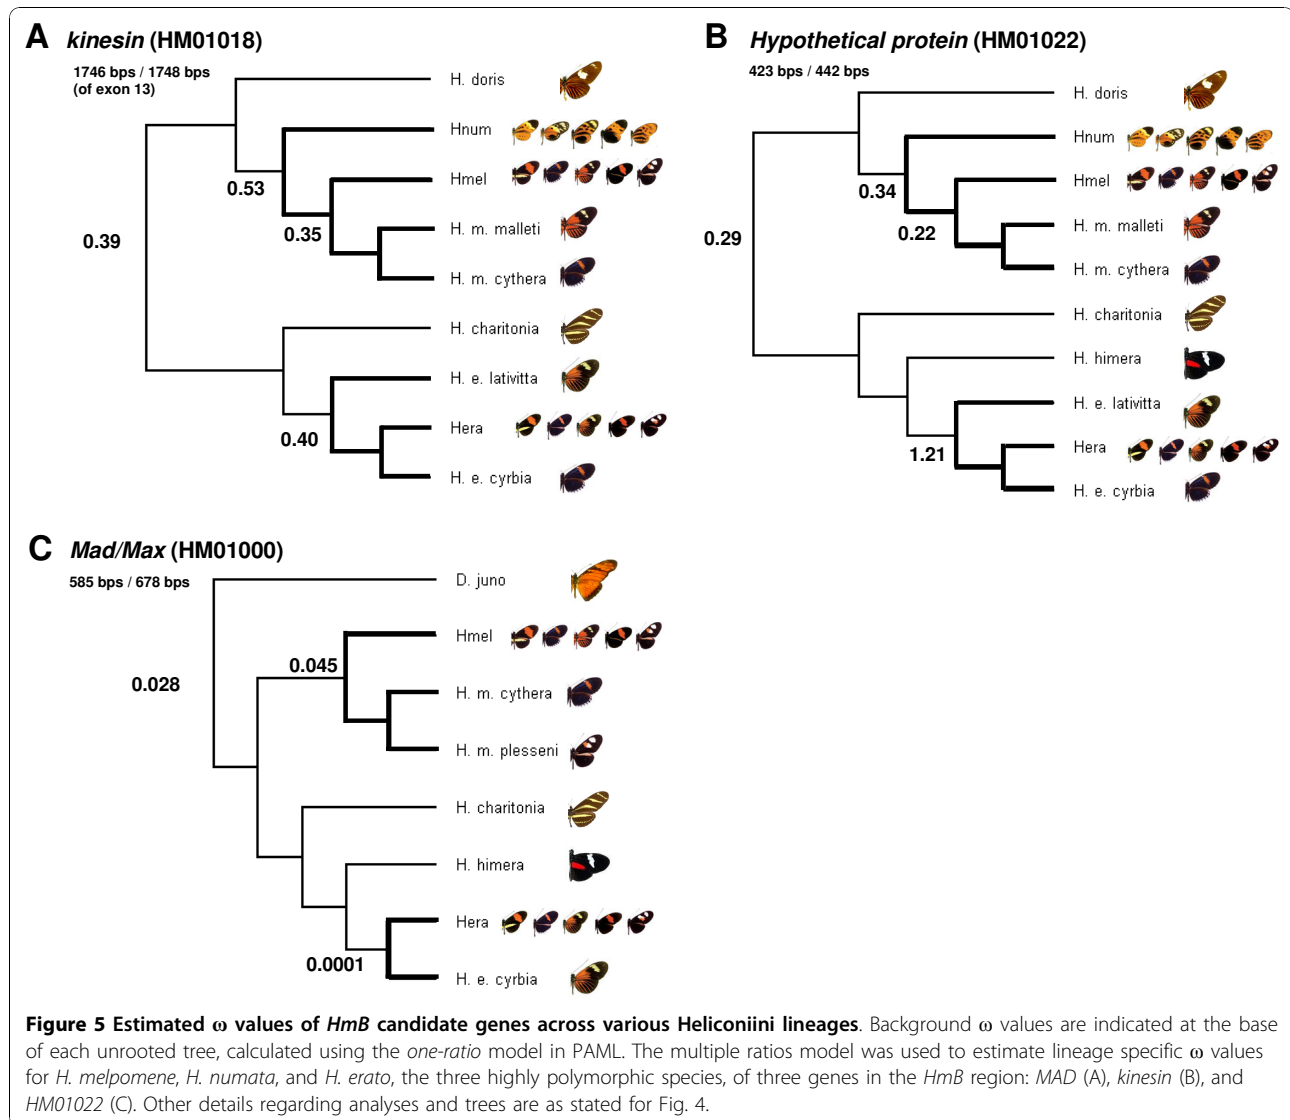 A kinesin (HM01018)
1746 bps / 1748 bps
(of exon 13)
H. doris
Hnum
0.53
Hmel
0.35
H. m. malleti
0.39
H. m. cythera
H. charitonia
H. e. lativitta
Hera
0.40
H. e. cyrbia
B Hypothetical protein (HM01022)
423 bps / 442 bps
H. doris
Hnum
Hmel
0.34
H. m. malleti
0.22
0.29
H. m. cythera
H. charitonia
H. himera
H. e. lativitta
Hera
1.21
H. e. cyrbia
C Mad/Max (HM01000)
585 bps / 678 bps
D. juno
Hmel
0.045
0.028
H. m. cythera
H. m. plesseni
H. charitonia
H. himera
Hera
0.0001
H. e. cyrbia
Figure 5 Estimated ω values of HmB candidate genes across various Heliconiini lineages. Background ω values are indicated at the base
of each unrooted tree, calculated using the one-ratio model in PAML. The multiple ratios model was used to estimate lineage specific ω values
for H. melpomene, H. numata, and H. erato, the three highly polymorphic species, of three genes in the HmB region: MAD (A), kinesin (B), and
HM01022 (C). Other details regarding analyses and trees are as stated for Fig. 4.